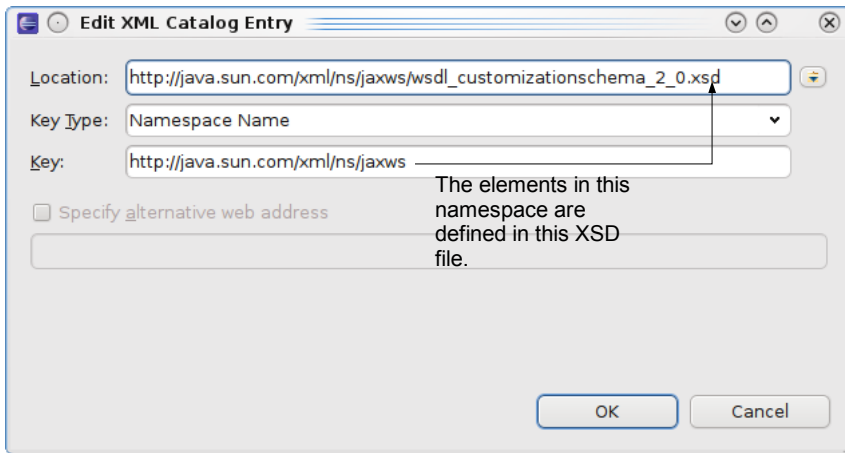 Edit XML Catalog Entry
Location: http://java.sun.com/xml/ns/jaxws/wsdl_customizationschema_2_0.xsd
Key Type: Namespace Name
Key: http://java.sun.com/xml/ns/jaxws
The elements in this
namespace are
defined in this XSD
file.
Specify alternative web address
OK Cancel